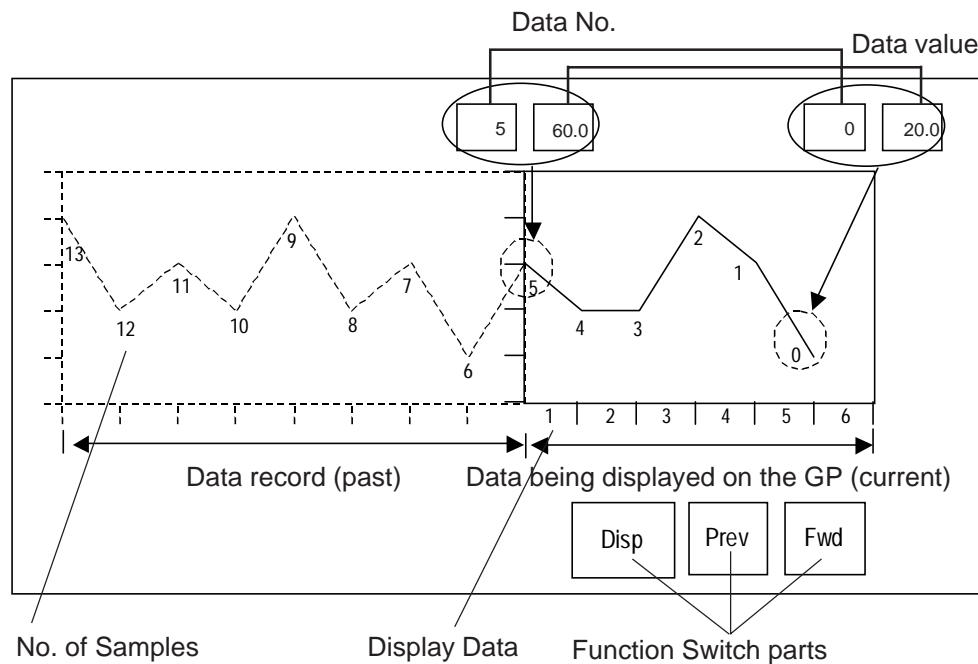 Data No.
Data value
5 60.0
0 20.0
9 2
13 11 7 5 1
12 10 8 4 3
6 0
1 2 3 4 5 6
Data record (past)
Data being displayed on the GP (current)
Disp Prev Fwd
No. of Samples
Display Data
Function Switch parts